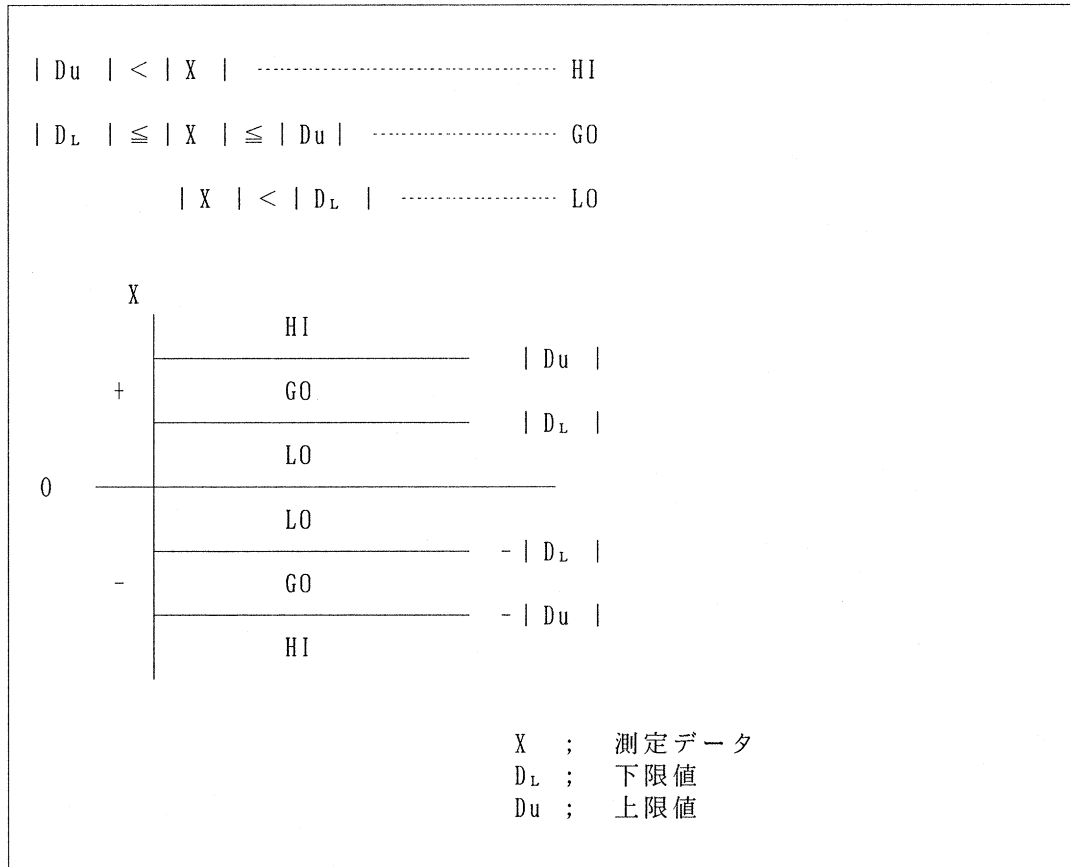 | Du | < | X | ---------- HI
| DL | ≦ | X | ≦ | Du | ---------- GO
| X | < | DL | ---------- LO
X
HI
| Du |
+ GO
| DL |
LO
0
LO
-| DL |
- GO
-| Du |
HI
X ; 測定データ
DL ; 下限値
Du ; 上限値